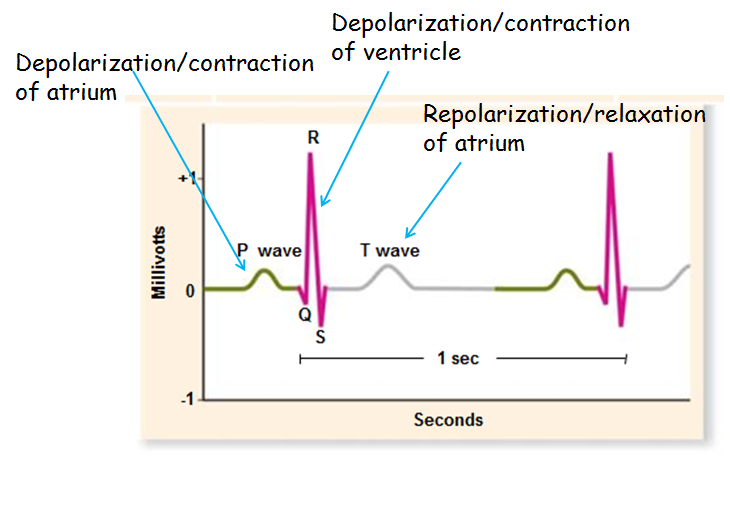 Depolarization/contraction
of ventricle
Depolarization/contraction
of atrium
Repolarization/relaxation
of atrium
R
+1
P wave
T wave
Millivotts
0
Q
S
1 sec
-1
Seconds